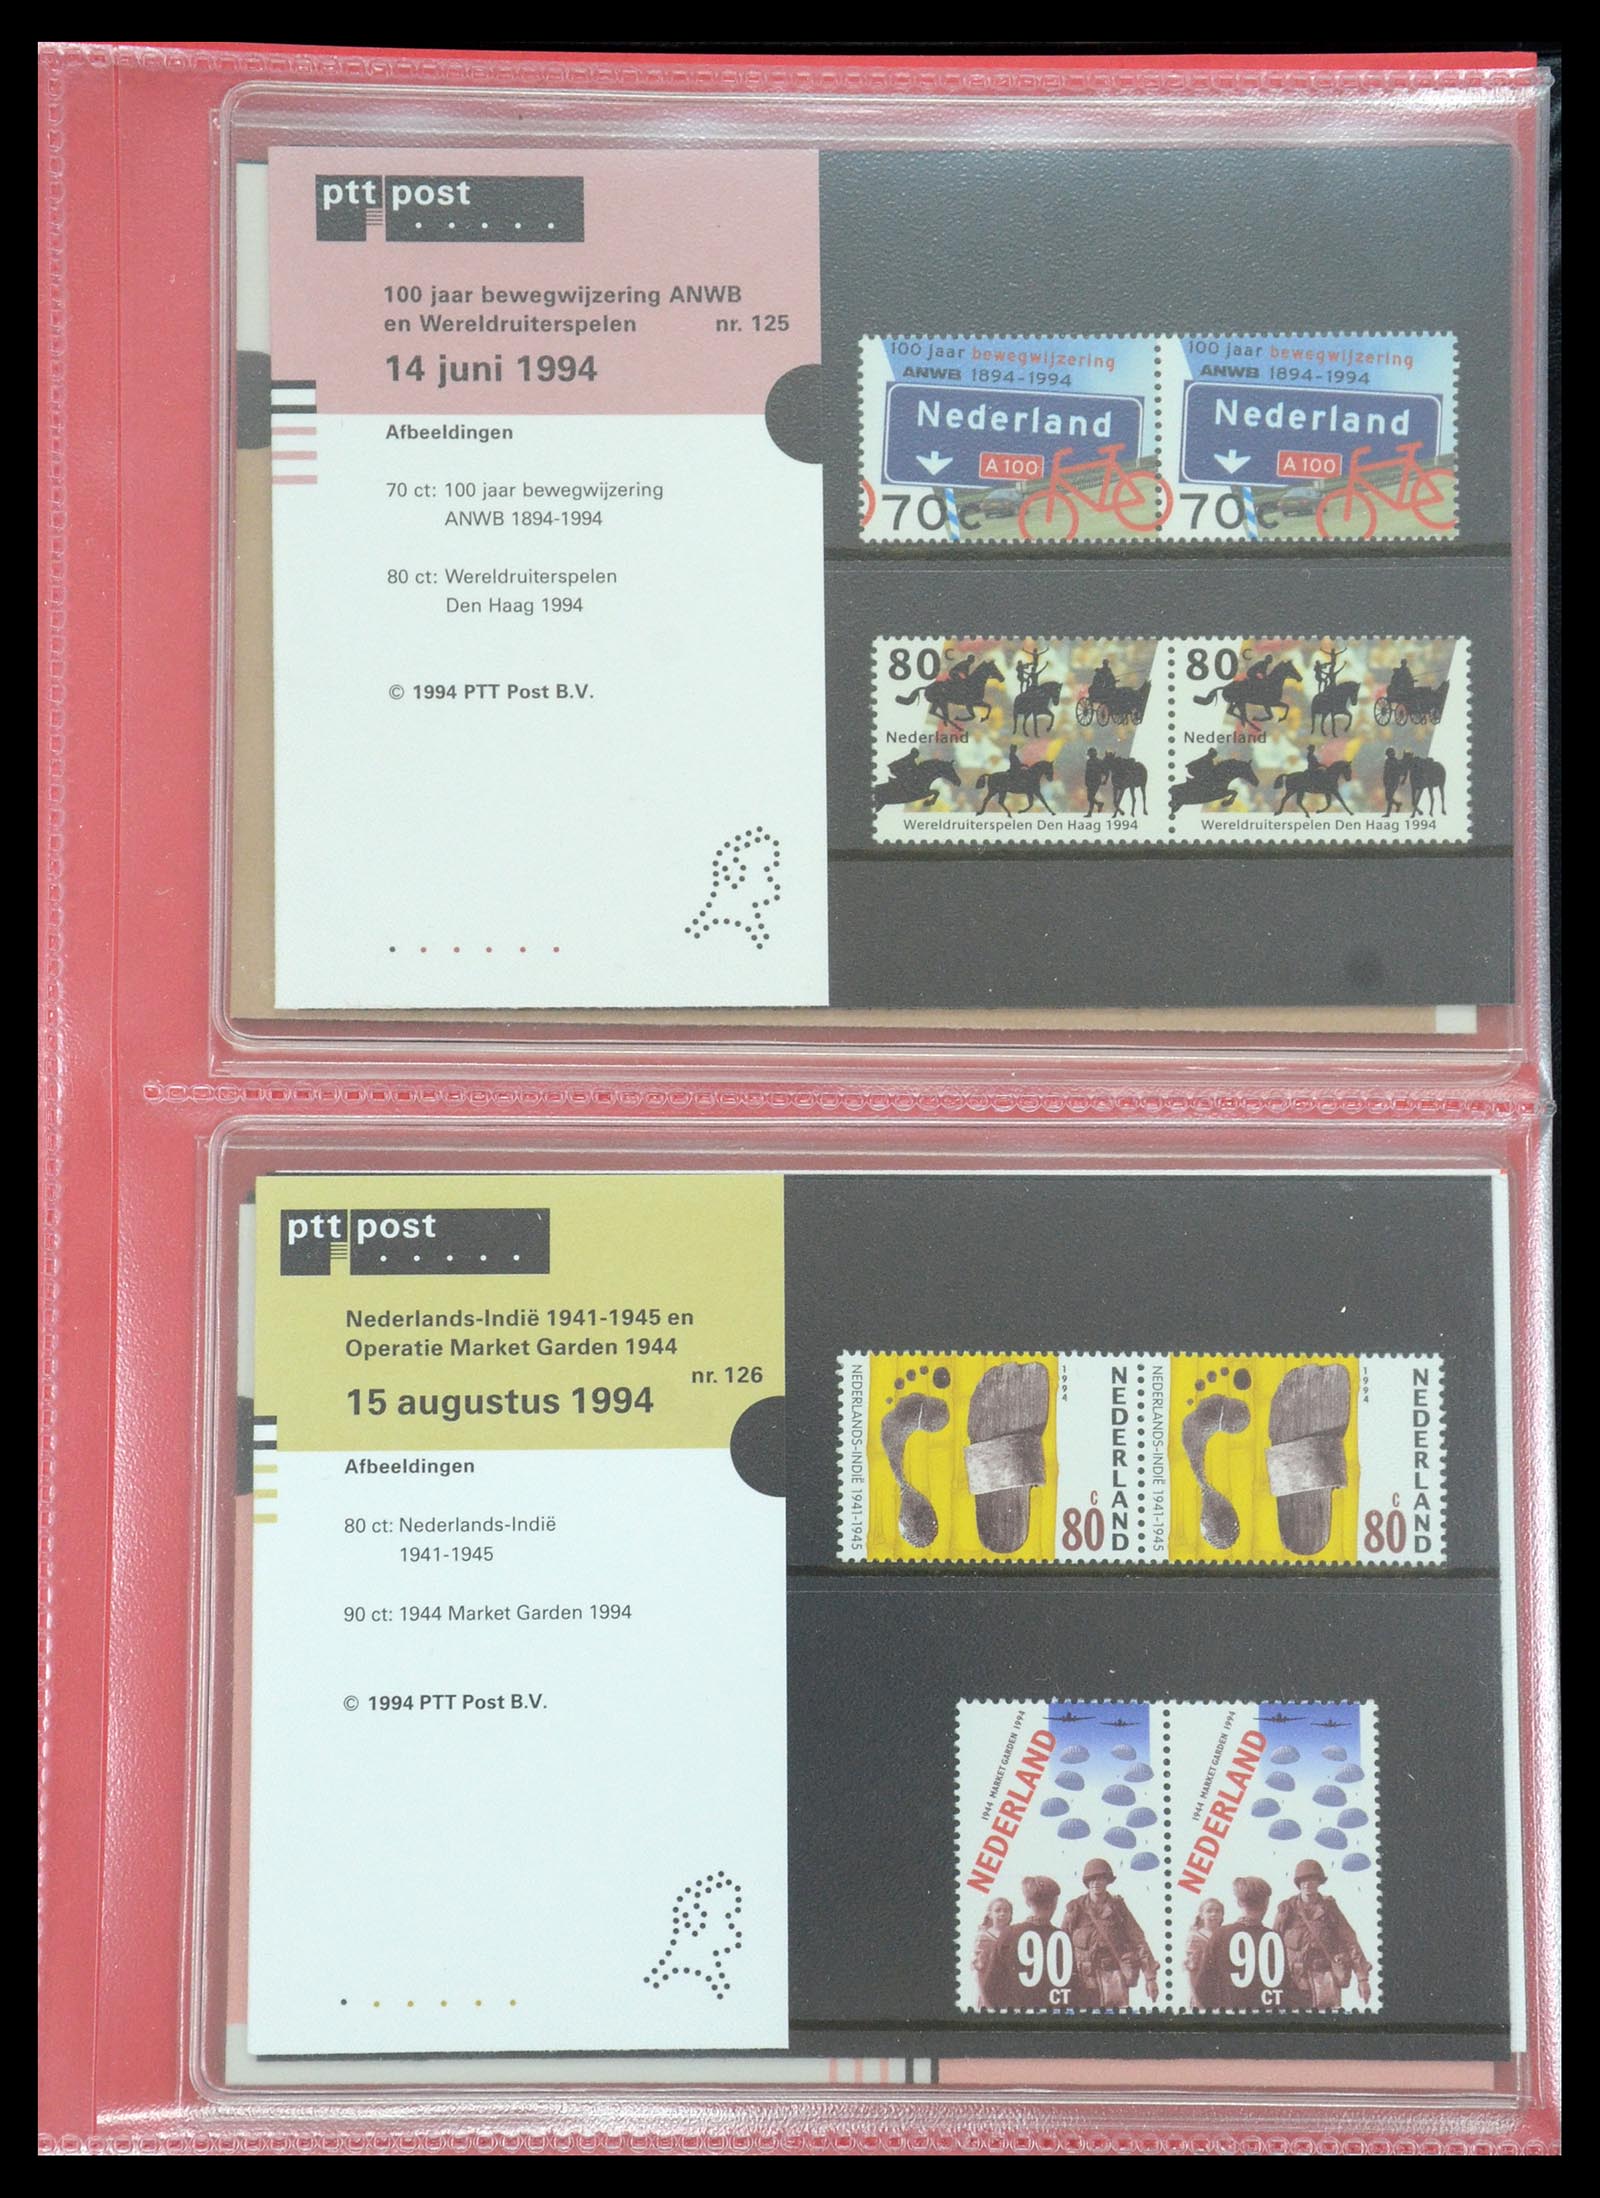 ptt post
100 jaar bewegwijzering ANWB
en Wereldruiterspelen nr. 125
14 juni 1994
Afbeeldingen
70 ct: 100 jaar bewegwijzering
ANWB 1894-1994
80 ct: Wereldruiterspelen
Den Haag 1994
© 1994 PTT Post B.V.
100 jaar bewegwijzering
ANWB 1894-1994
Nederland
A 100
70 c
100 jaar bewegwijzering
ANWB 1894-1994
Nederland
A 100
70 c
80 c
Nederland
Wereldruiterspelen Den Haag 1994
80 c
Nederland
Wereldruiterspelen Den Haag 1994
ptt post
Nederlands-Indië 1941-1945 en
Operatie Market Garden 1944
nr. 126
15 augustus 1994
Afbeeldingen
80 ct: Nederlands-Indië
1941-1945
90 ct: 1944 Market Garden 1994
© 1994 PTT Post B.V.
NEDERLANDS-INDIË 1941-1945
1994
NEDERLAND
80 c
NEDERLANDS-INDIË 1941-1945
1994
NEDERLAND
80 c
1944 MARKET GARDEN 1994
NEDERLAND
90
CT
1944 MARKET GARDEN 1994
NEDERLAND
90
CT